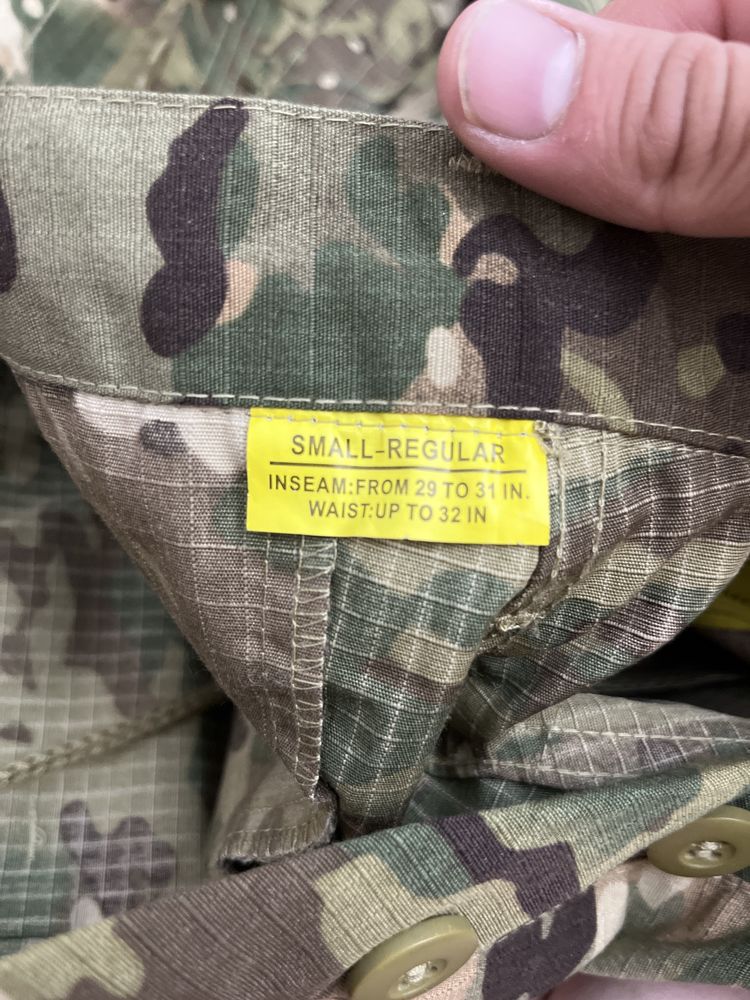 SMALL-REGULAR
INSEAM:FROM 29 TO 31 IN.
WAIST:UP TO 32 IN